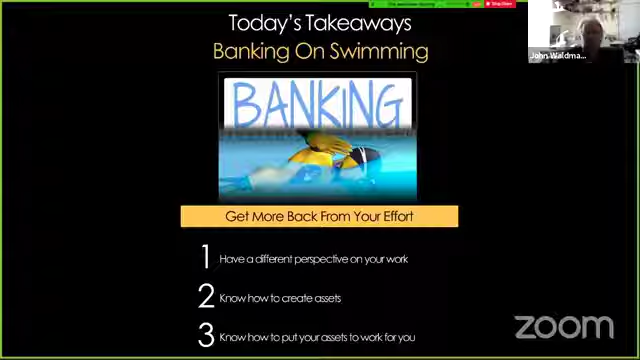 Today's Takeaways
Banking On Swimming
BANKING
Get More Back From Your Effort
1 Have a different perspective on your work
2 Know how to create assets
3 Know how to put your assets to work for you
John Waldma...
Stop Share
zoom